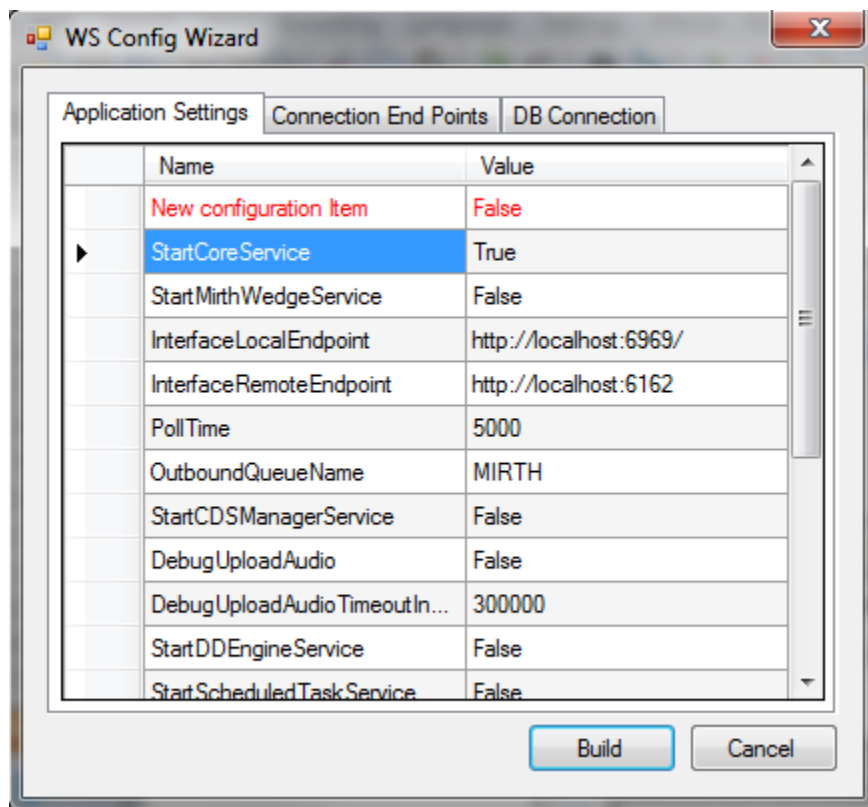 WS Config Wizard
Application Settings Connection End Points DB Connection
Name Value
New configuration Item False
StartCoreService True
StartMirthWedgeService False
InterfaceLocalEndpoint http://localhost:6969/
InterfaceRemoteEndpoint http://localhost:6162
PollTime 5000
OutboundQueueName MIRTH
StartCDSManagerService False
DebugUploadAudio False
DebugUploadAudioTimeoutIn... 300000
StartDDEngineService False
StartScheduledTaskService False
Build Cancel